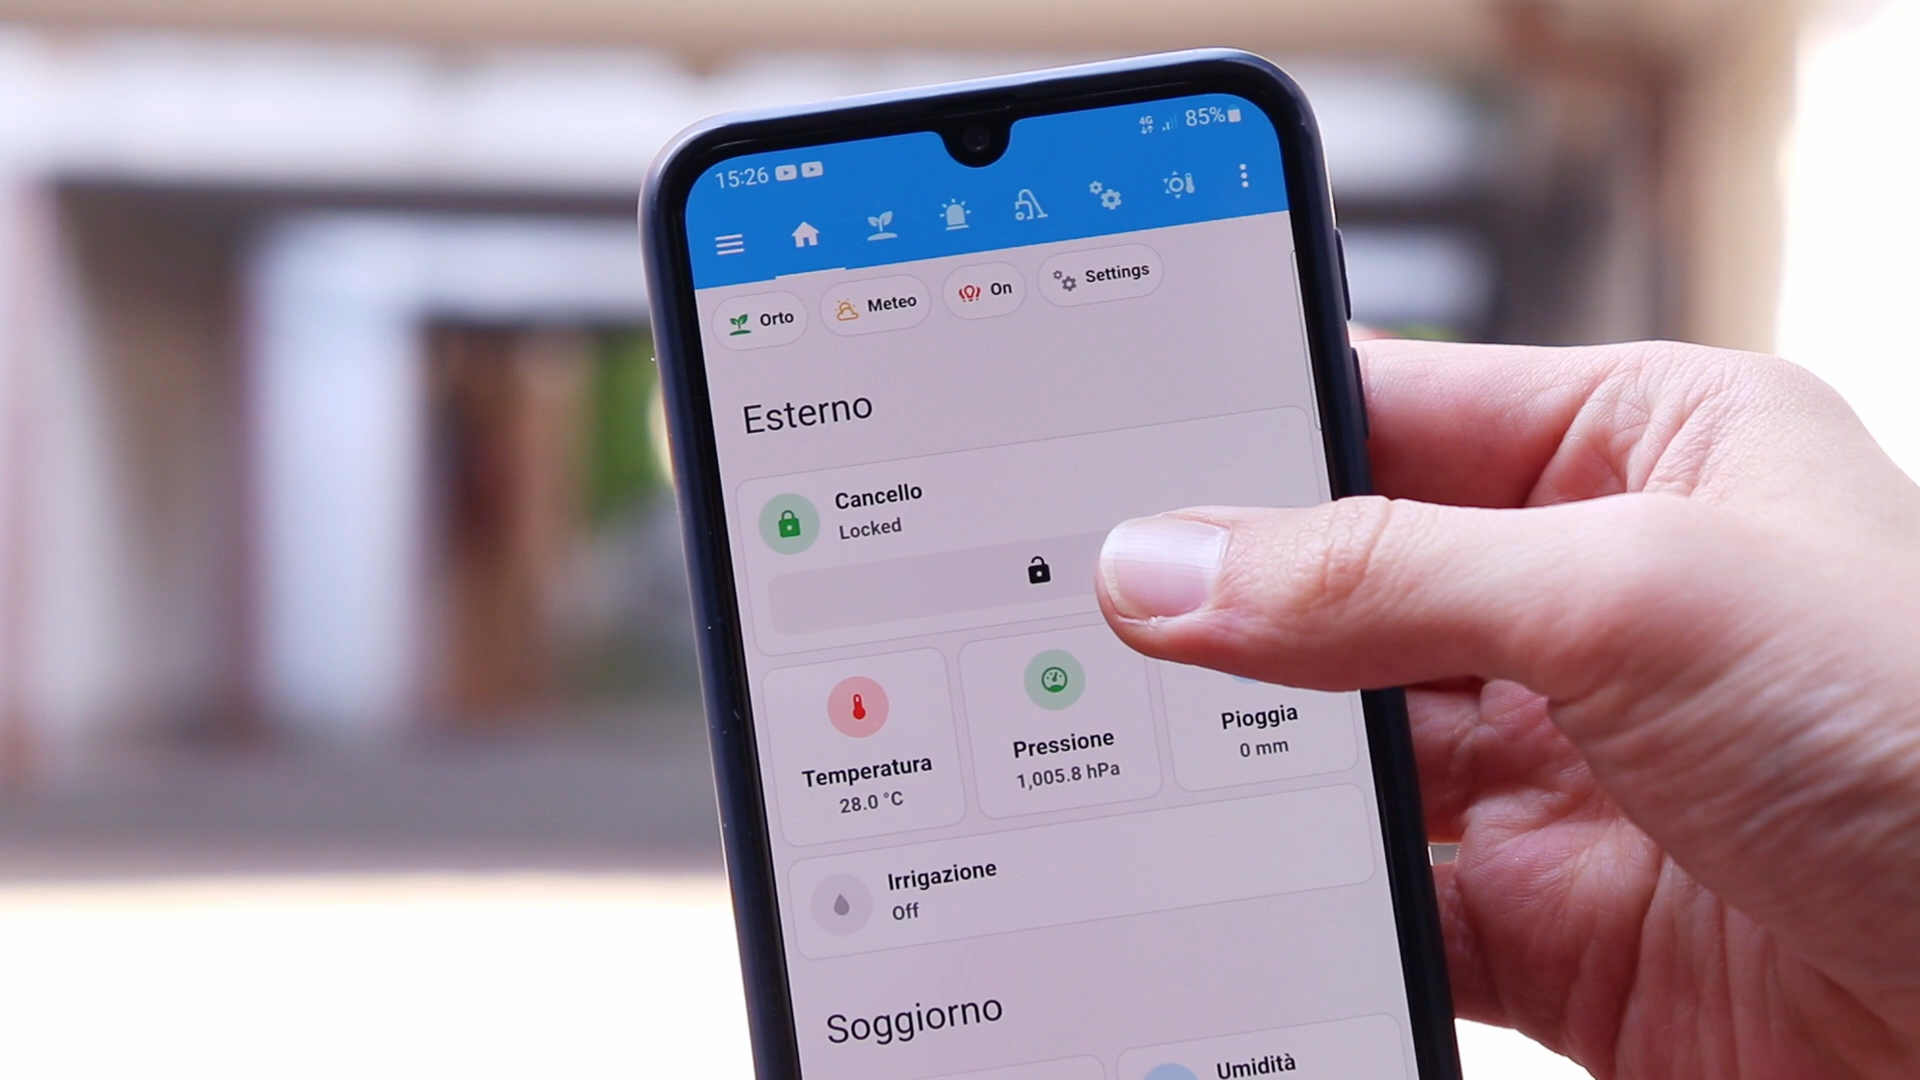 15:26
4G 85%
Orto Meteo On Settings
Esterno
Cancello
Locked
Temperatura
28.0 °C
Pressione
1,005.8 hPa
Pioggia
0 mm
Irrigazione
Off
Soggiorno
Umidità